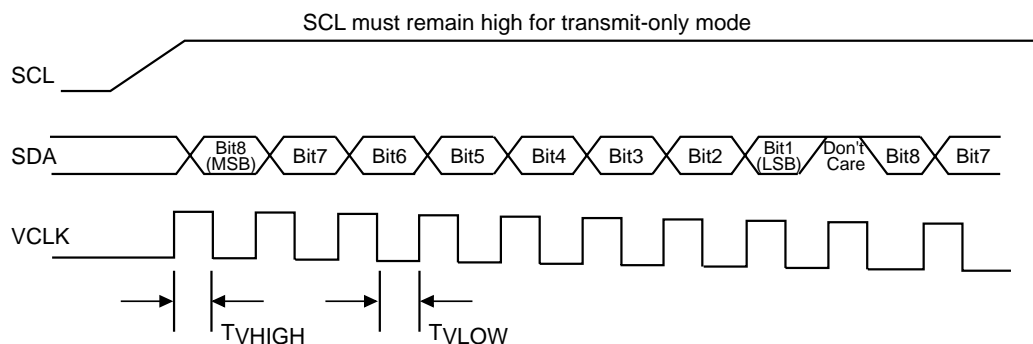 SCL must remain high for transmit-only mode
SCL
SDA
Bit8
(MSB)
Bit7
Bit6
Bit5
Bit4
Bit3
Bit2
Bit1
(LSB)
Don't
Care
Bit8
Bit7
VCLK
TVHIGH
TVLOW